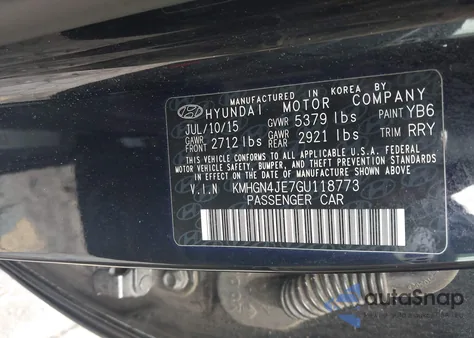 MANUFACTURED IN KOREA BY
HYUNDAI MOTOR COMPANY
JUL/10/15 GVWR 5379 lbs PAINT YB6
GAWR FRONT 2712 lbs GAWR REAR 2921 lbs TRIM RRY
THIS VEHICLE CONFORMS TO ALL APPLICABLE U.S.A. FEDERAL
MOTOR VEHICLE SAFETY, BUMPER, AND THEFT PREVENTION
STANDARDS IN EFFECT ON THE DATE OF MANUFACTURE
SHOWN ABOVE.
V.I.N KMHGN4JE7GU118773
PASSENGER CAR
autoSnap